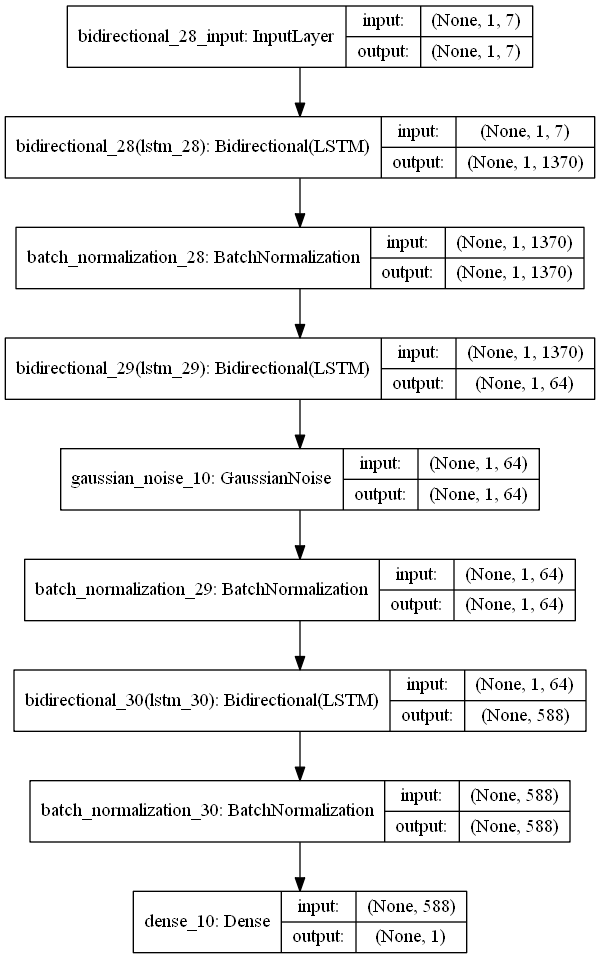 bidirectional_28_input: InputLayer
input: (None, 1, 7)
output: (None, 1, 7)
bidirectional_28(lstm_28): Bidirectional(LSTM)
input: (None, 1, 7)
output: (None, 1, 1370)
batch_normalization_28: BatchNormalization
input: (None, 1, 1370)
output: (None, 1, 1370)
bidirectional_29(lstm_29): Bidirectional(LSTM)
input: (None, 1, 1370)
output: (None, 1, 64)
gaussian_noise_10: GaussianNoise
input: (None, 1, 64)
output: (None, 1, 64)
batch_normalization_29: BatchNormalization
input: (None, 1, 64)
output: (None, 1, 64)
bidirectional_30(lstm_30): Bidirectional(LSTM)
input: (None, 1, 64)
output: (None, 588)
batch_normalization_30: BatchNormalization
input: (None, 588)
output: (None, 588)
dense_10: Dense
input: (None, 588)
output: (None, 1)